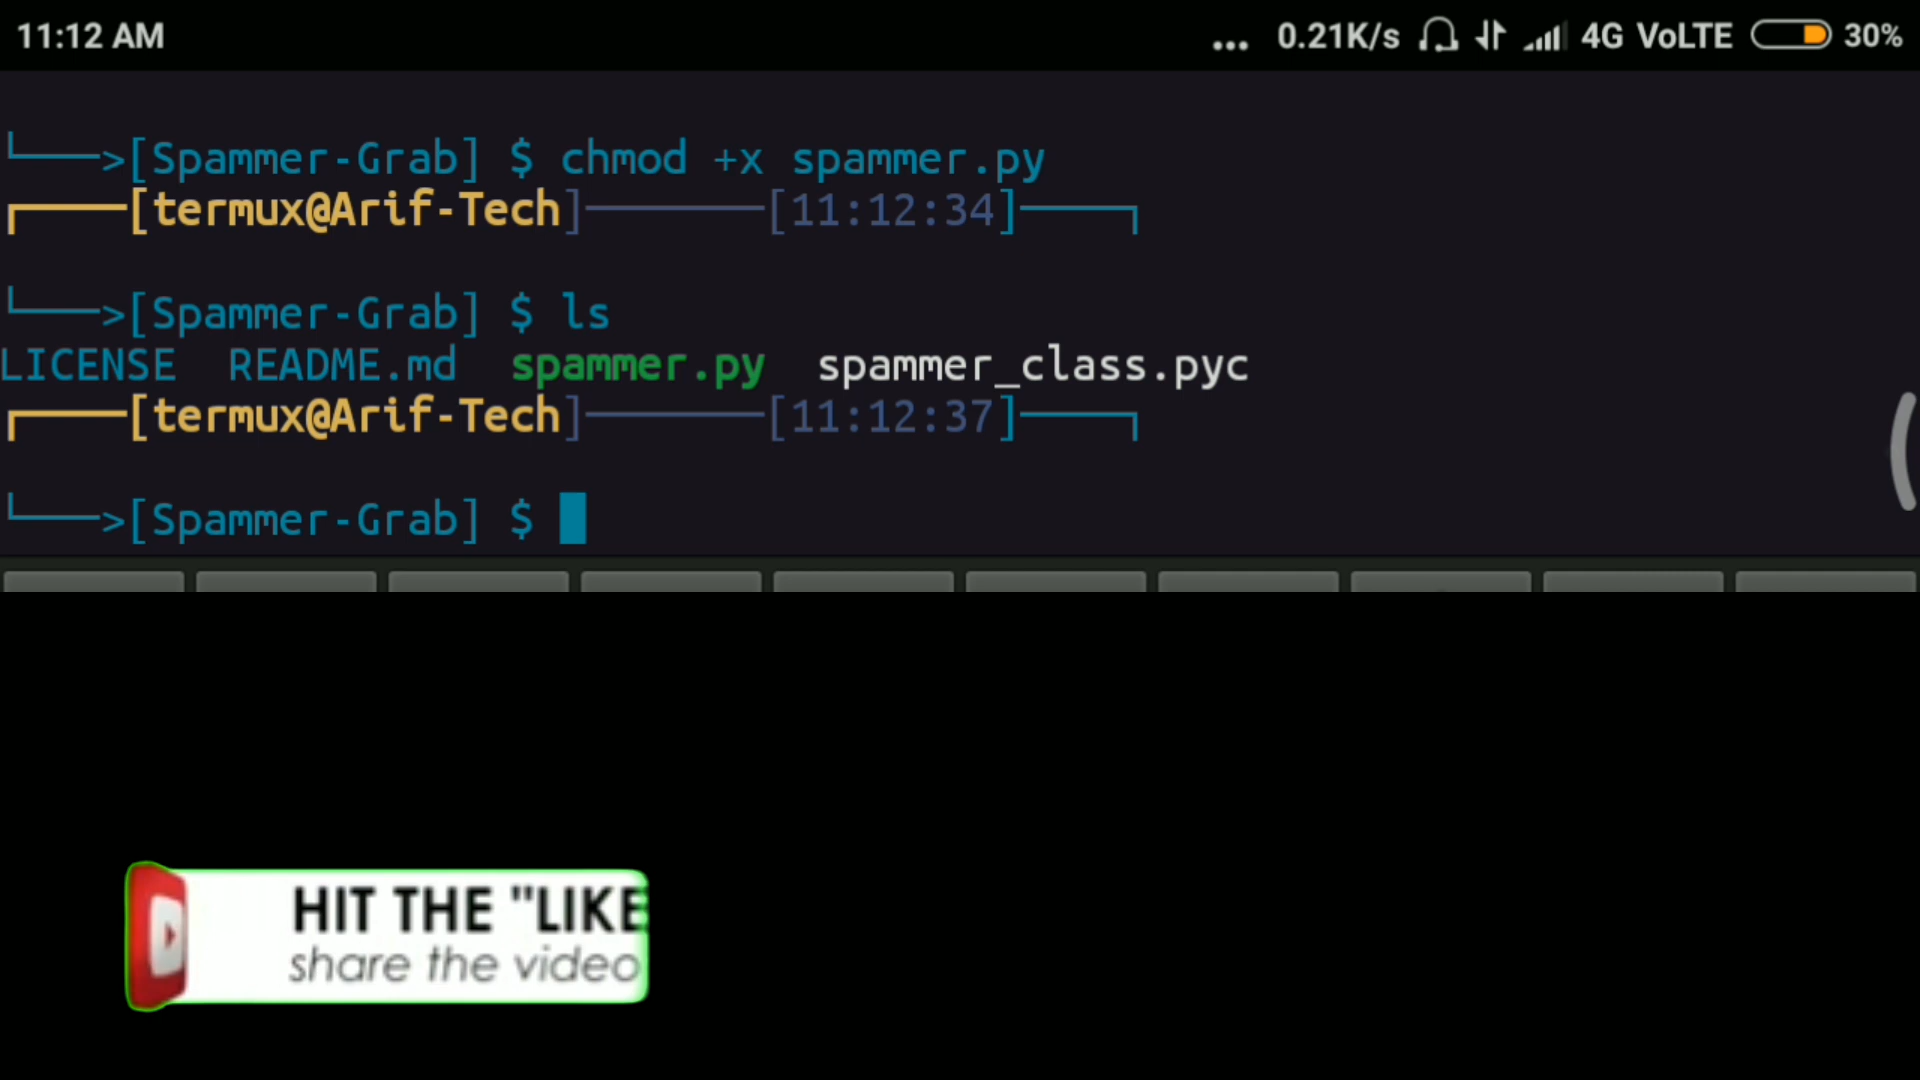 11:12 AM ... 0.21K/s 4G VoLTE 30%
└──>[Spammer-Grab] $ chmod +x spammer.py
┌───[termux@Arif-Tech]──────[11:12:34]────┐
└──>[Spammer-Grab] $ ls
LICENSE README.md spammer.py spammer_class.pyc
┌───[termux@Arif-Tech]──────[11:12:37]────┐
└──>[Spammer-Grab] $
HIT THE "LIKE
share the video